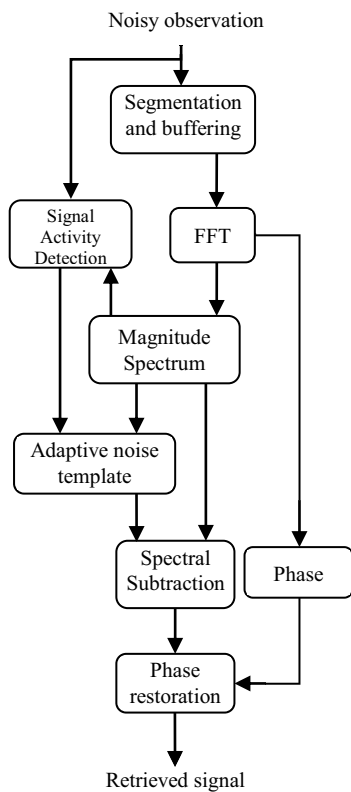 Noisy observation
Segmentation
and buffering
Signal
Activity
Detection
FFT
Magnitude
Spectrum
Adaptive noise
template
Spectral
Subtraction
Phase
Phase
restoration
Retrieved signal